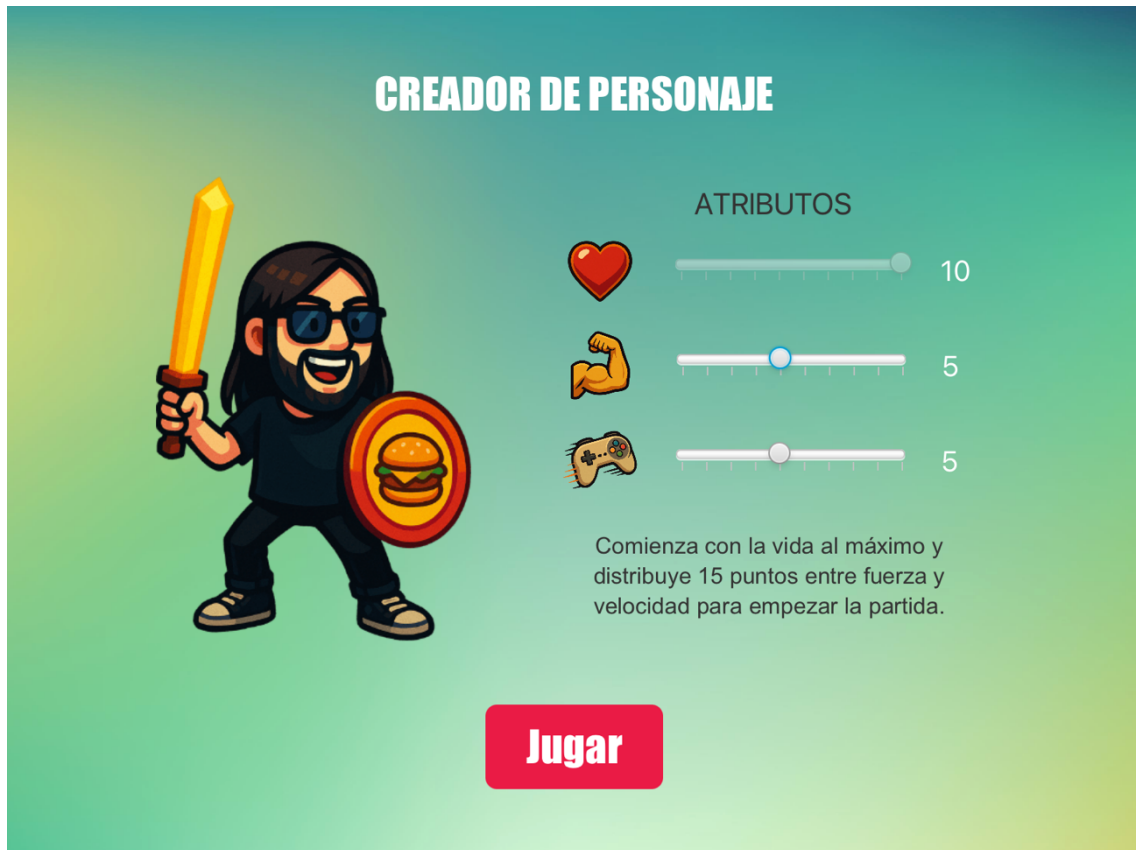 CREADOR DE PERSONAJE
ATRIBUTOS
10
5
5
Comienza con la vida al máximo y
distribuye 15 puntos entre fuerza y
velocidad para empezar la partida.
Jugar